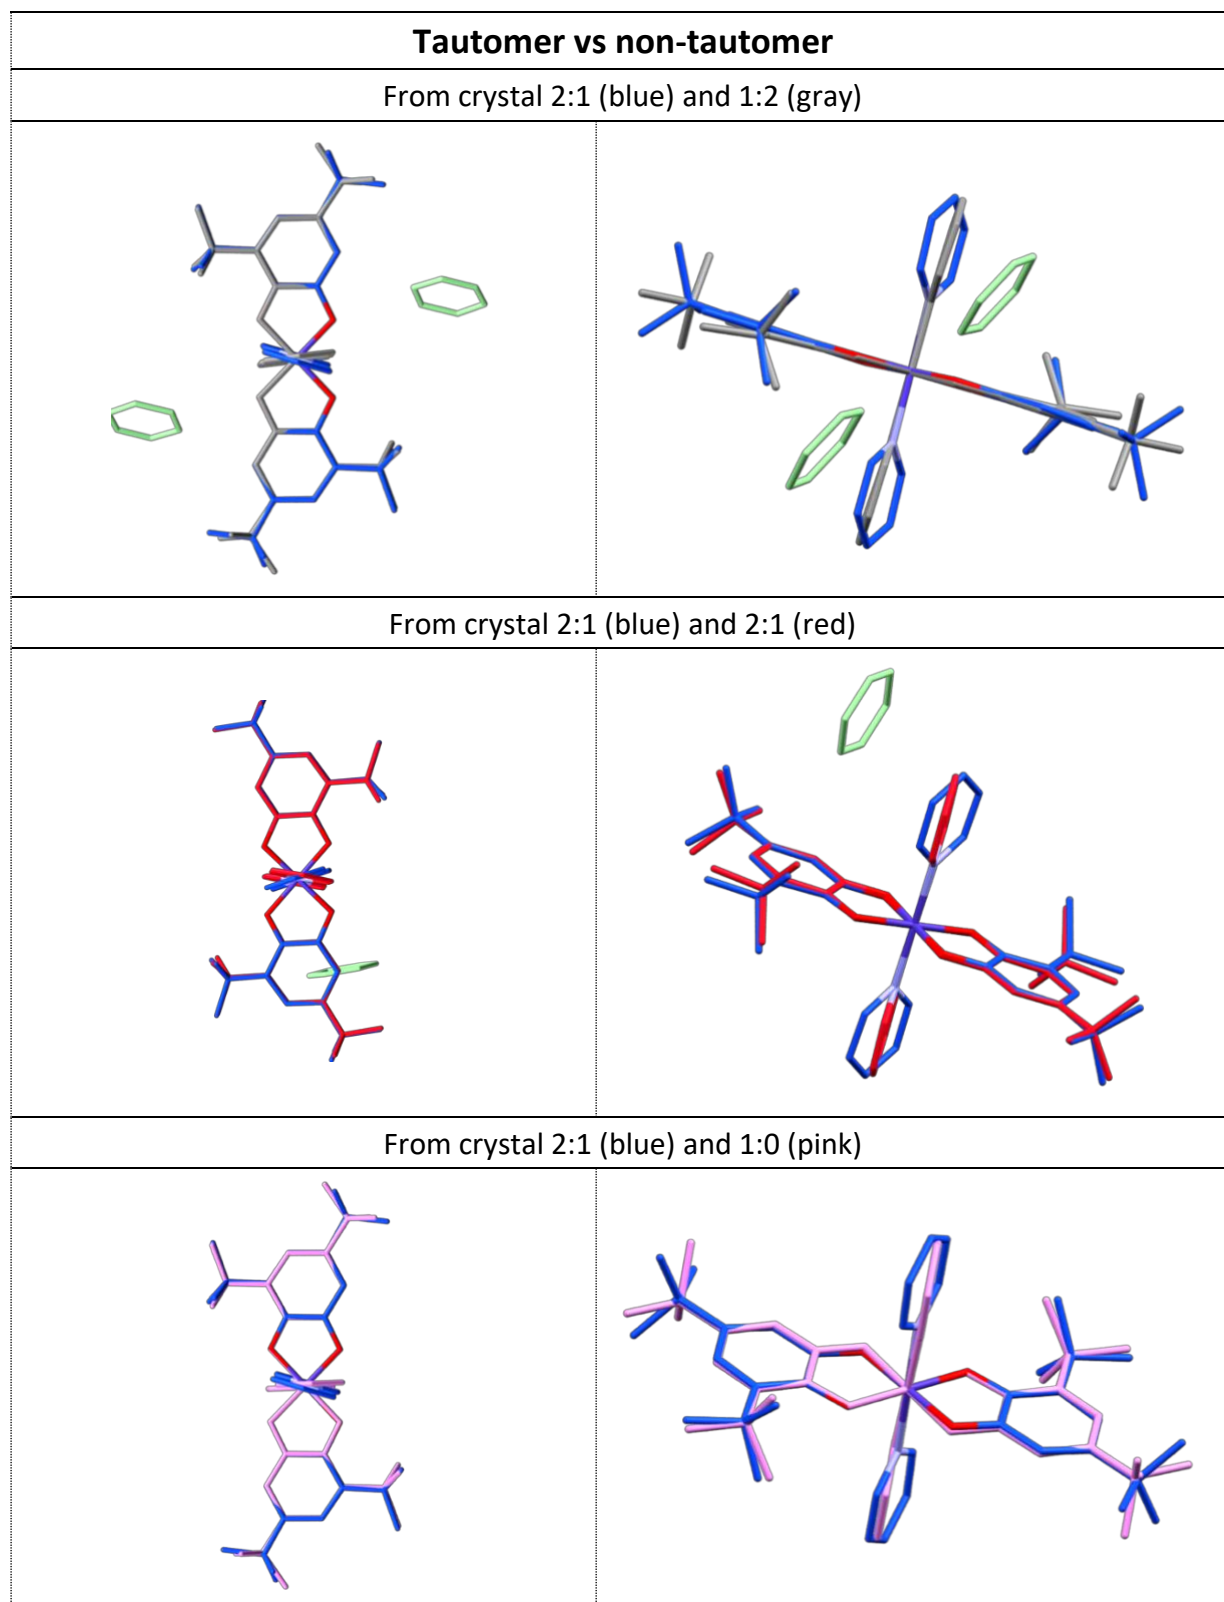 Tautomer vs non-tautomer
From crystal 2:1 (blue) and 1:2 (gray)
From crystal 2:1 (blue) and 2:1 (red)
From crystal 2:1 (blue) and 1:0 (pink)